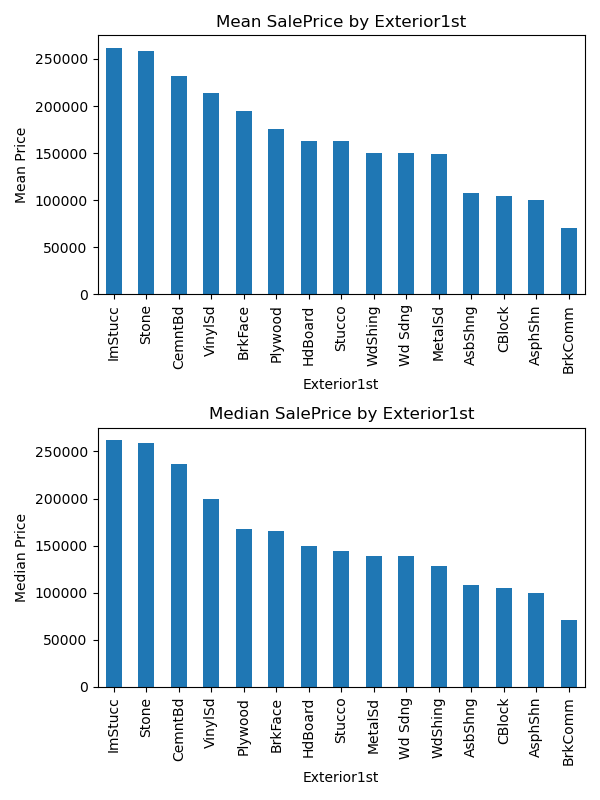 Mean SalePrice by Exterior1st
250000
200000
150000
100000
50000
0
Mean Price
ImStucc
Stone
CemntBd
VinylSd
BrkFace
Plywood
HdBoard
Stucco
WdShing
Wd Sdng
MetalSd
AsbShng
CBlock
AsphShn
BrkComm
Exterior1st
Median SalePrice by Exterior1st
250000
200000
150000
100000
50000
0
Median Price
ImStucc
Stone
CemntBd
VinylSd
Plywood
BrkFace
HdBoard
Stucco
MetalSd
Wd Sdng
WdShing
AsbShng
CBlock
AsphShn
BrkComm
Exterior1st